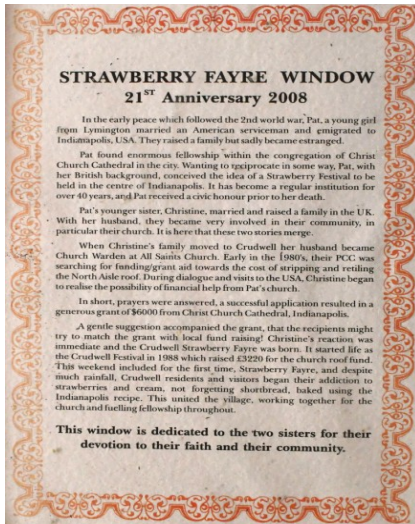 STRAWBERRY FAYRE WINDOW
21ST Anniversary 2008
In the early peace which followed the 2nd world war, Pat, a young girl
from Lymington married an American serviceman and emigrated to
Indianapolis, USA. They raised a family but sadly became estranged.
Pat found enormous fellowship within the congregation of Christ
Church Cathedral in the city. Wanting to reciprocate in some way, Pat, with
her British background, conceived the idea of a Strawberry Festival to be
held in the centre of Indianapolis. It has become a regular institution for
over 40 years, and Pat received a civic honour prior to her death.
Pat's younger sister, Christine, married and raised a family in the UK.
With her husband, they became very involved in their community, in
particular their church. It is here that these two stories merge.
When Christine's family moved to Crudwell her husband became
Church Warden at All Saints Church. Early in the 1980's, their PCC was
searching for funding/grant aid towards the cost of stripping and retiling
the North Aisle roof. During dialogue and visits to the USA, Christine began
to realise the possibility of financial help from Pat's church.
In short, prayers were answered, a successful application resulted in a
generous grant of $6000 from Christ Church Cathedral, Indianapolis.
A gentle suggestion accompanied the grant, that the recipients might
try to match the grant with local fund raising! Christine's reaction was
immediate and the Crudwell Strawberry Fayre was born. It started life as
the Crudwell Festival in 1988 which raised £3220 for the church roof fund.
This weekend included for the first time, Strawberry Fayre, and despite
much rainfall, Crudwell residents and visitors began their addiction to
strawberries and cream, not forgetting shortbread, baked using the
Indianapolis recipe. This united the village, working together for the
church and fuelling fellowship throughout.
This window is dedicated to the two sisters for their
devotion to their faith and their community.